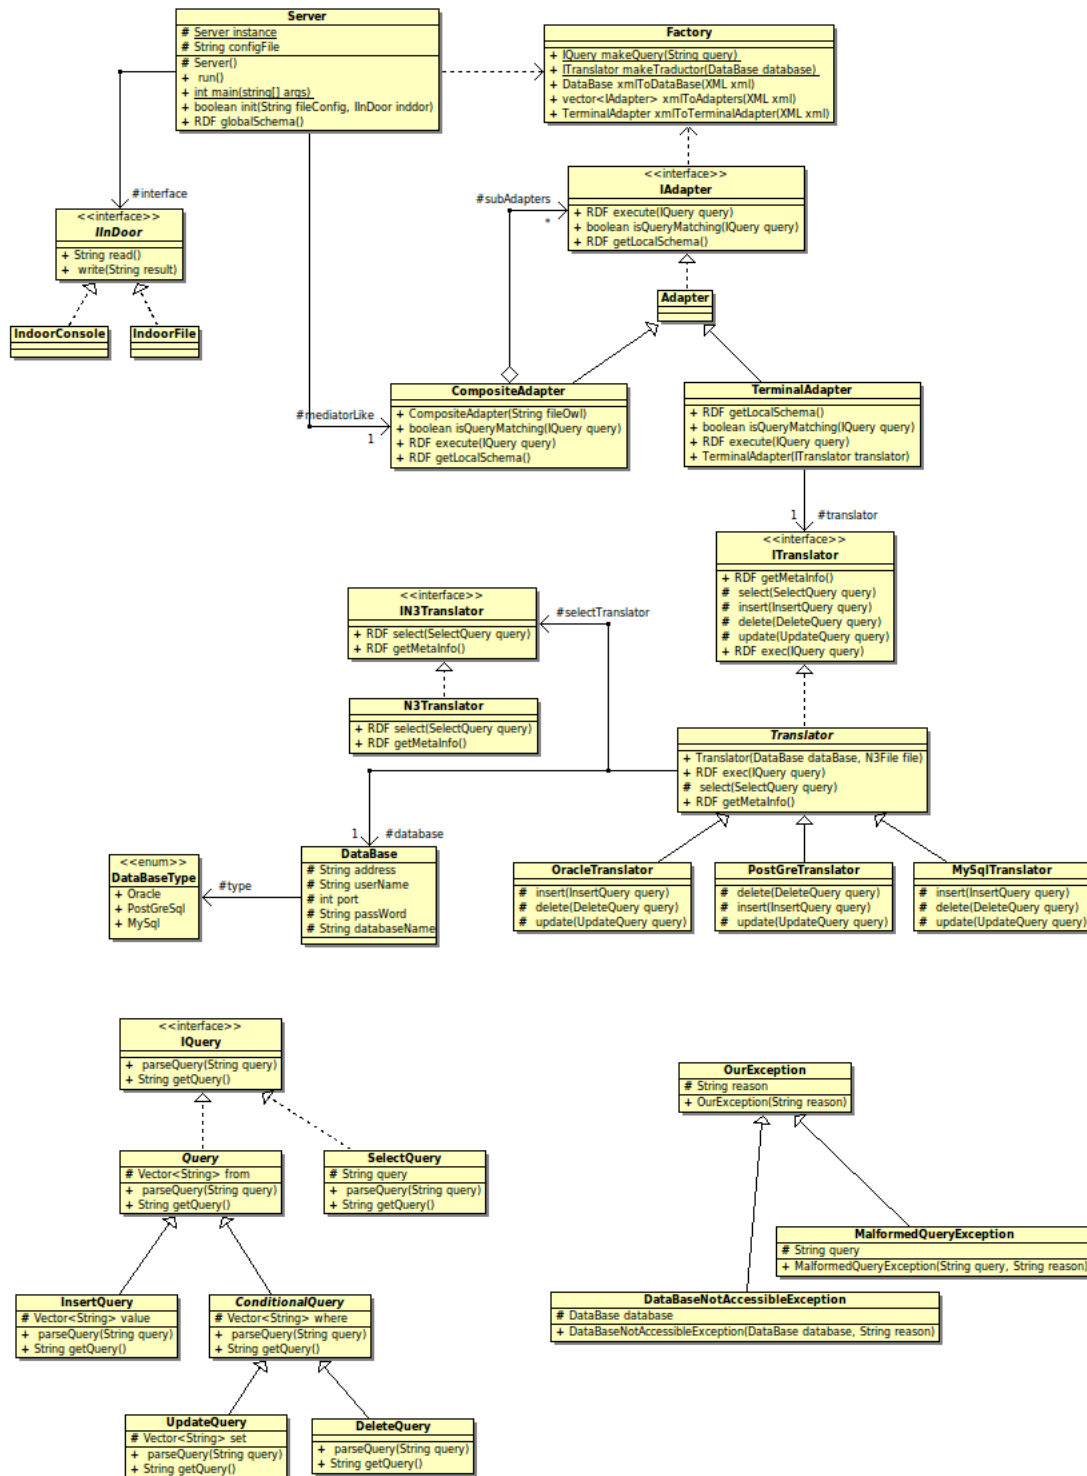 Server
# Server instance
# String configFile
# Server()
+ run()
+ int main(string[] args)
+ boolean init(String fileConfig, IInDoor inddor)
+ RDF globalSchema()
Factory
+ IQuery makeQuery(String query)
+ ITranslator makeTraductor(DataBase database)
+ DataBase xmlToDataBase(XML xml)
+ vector<IAdapter> xmlToAdapters(XML xml)
+ TerminalAdapter xmlToTerminalAdapter(XML xml)
#interface
<<interface>>
IInDoor
+ String read()
+ write(String result)
IndoorConsole
IndoorFile
#subAdapters
*
<<interface>>
IAdapter
+ RDF execute(IQuery query)
+ boolean isQueryMatching(IQuery query)
+ RDF getLocalSchema()
Adapter
#mediatorLike
1
CompositeAdapter
+ CompositeAdapter(String fileOwl)
+ boolean isQueryMatching(IQuery query)
+ RDF execute(IQuery query)
+ RDF getLocalSchema()
TerminalAdapter
+ RDF getLocalSchema()
+ boolean isQueryMatching(IQuery query)
+ RDF execute(IQuery query)
+ TerminalAdapter(ITranslator translator)
1 #translator
<<interface>>
ITranslator
+ RDF getMetaInfo()
# select(SelectQuery query)
# insert(InsertQuery query)
# delete(DeleteQuery query)
# update(UpdateQuery query)
+ RDF exec(IQuery query)
<<interface>>
IN3Translator
+ RDF select(SelectQuery query)
+ RDF getMetaInfo()
#selectTranslator
N3Translator
+ RDF select(SelectQuery query)
+ RDF getMetaInfo()
Translator
+ Translator(DataBase dataBase, N3File file)
+ RDF exec(IQuery query)
# select(SelectQuery query)
+ RDF getMetaInfo()
1 #database
<<enum>>
DataBaseType
+ Oracle
+ PostGreSql
+ MySql
#type
DataBase
# String address
# String userName
# int port
# String passWord
# String databaseName
OracleTranslator
# insert(InsertQuery query)
# delete(DeleteQuery query)
# update(UpdateQuery query)
PostGreTranslator
# delete(DeleteQuery query)
# insert(InsertQuery query)
# update(UpdateQuery query)
MySqlTranslator
# insert(InsertQuery query)
# delete(DeleteQuery query)
# update(UpdateQuery query)
<<interface>>
IQuery
+ parseQuery(String query)
+ String getQuery()
Query
# Vector<String> from
+ parseQuery(String query)
+ String getQuery()
SelectQuery
# String query
+ parseQuery(String query)
+ String getQuery()
InsertQuery
# Vector<String> value
+ parseQuery(String query)
+ String getQuery()
ConditionalQuery
# Vector<String> where
+ parseQuery(String query)
+ String getQuery()
UpdateQuery
# Vector<String> set
+ parseQuery(String query)
+ String getQuery()
DeleteQuery
+ parseQuery(String query)
+ String getQuery()
OurException
# String reason
+ OurException(String reason)
MalformedQueryException
# String query
+ MalformedQueryException(String query, String reason)
DataBaseNotAccessibleException
# DataBase database
+ DataBaseNotAccessibleException(DataBase database, String reason)